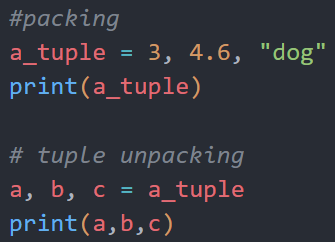 #packing
a_tuple = 3, 4.6, "dog"
print(a_tuple)
# tuple unpacking
a, b, c = a_tuple
print(a,b,c)